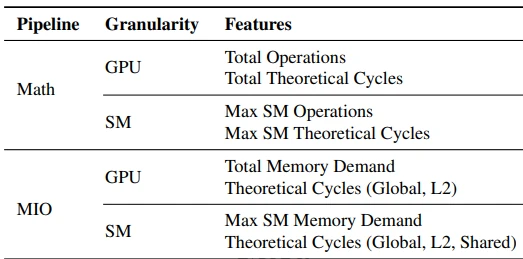 Pipeline Granularity Features
Math
GPU
Total Operations
Total Theoretical Cycles
SM
Max SM Operations
Max SM Theoretical Cycles
MIO
GPU
Total Memory Demand
Theoretical Cycles (Global, L2)
SM
Max SM Memory Demand
Theoretical Cycles (Global, L2, Shared)